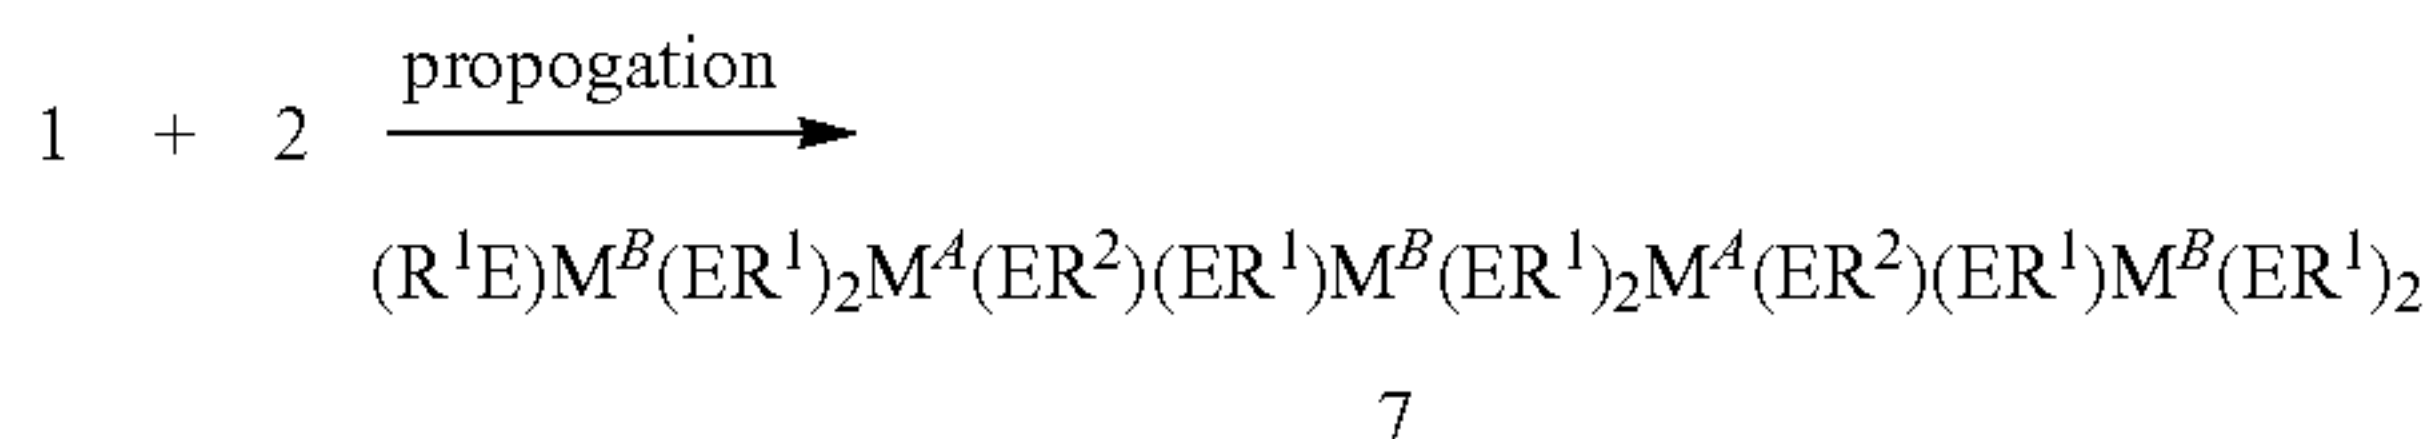 propogation
1 + 2
(R¹E)Mᴮ(ER¹)₂Mᴬ(ER²)(ER¹)Mᴮ(ER¹)₂Mᴬ(ER²)(ER¹)Mᴮ(ER¹)₂
7